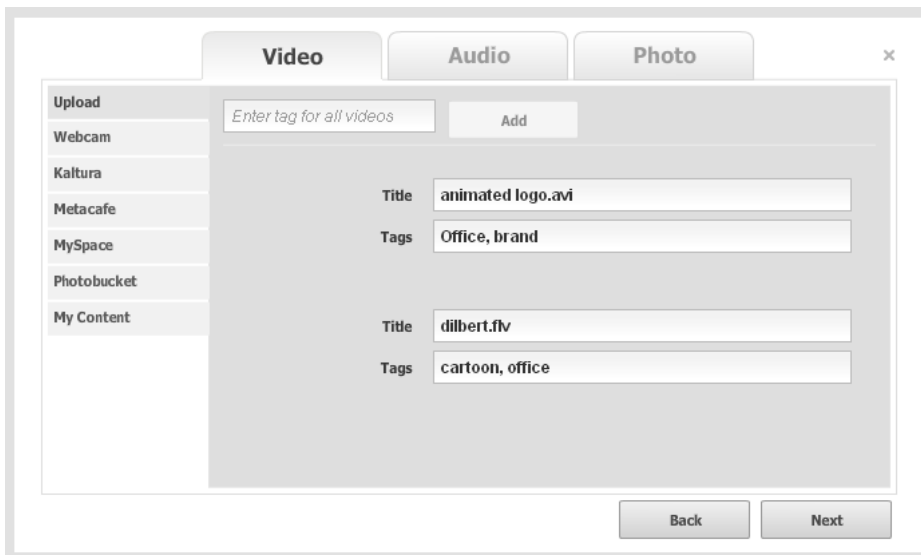 Video Audio Photo ×
Upload
Webcam
Kaltura
Metacafe
MySpace
Photobucket
My Content
Enter tag for all videos Add
Title animated logo.avi
Tags Office, brand
Title dilbert.flv
Tags cartoon, office
Back Next